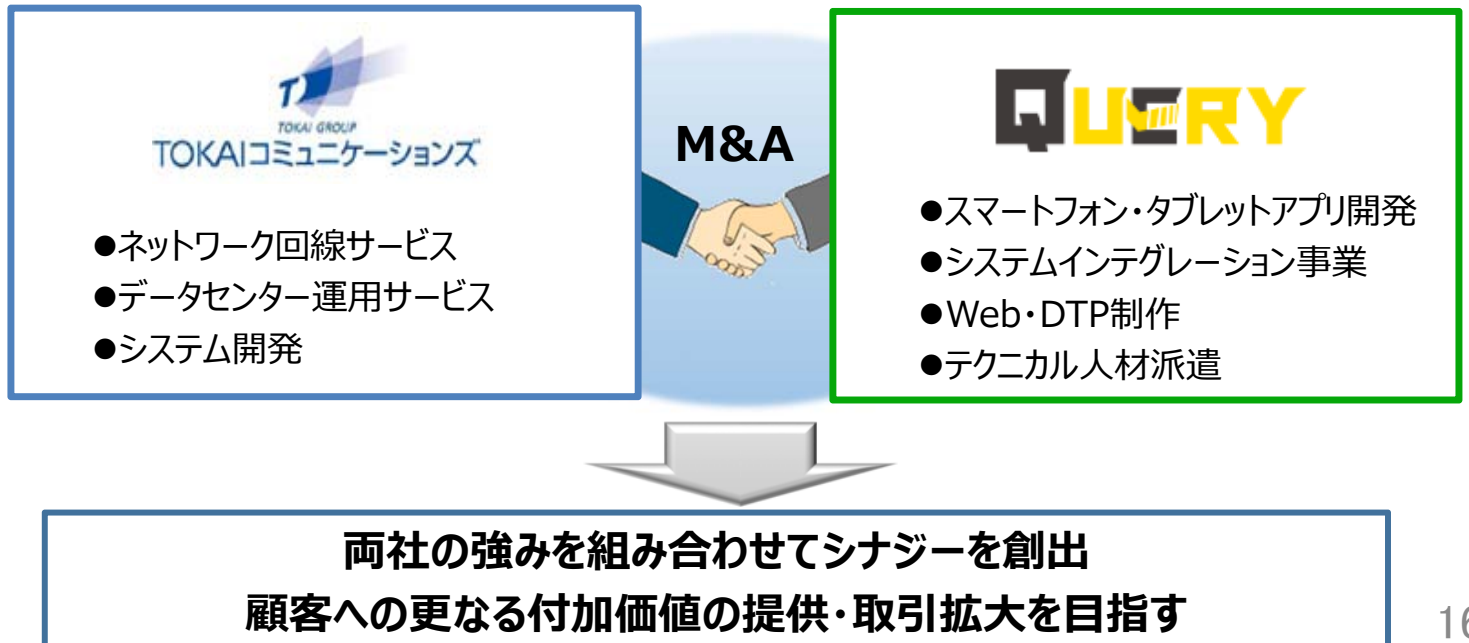 T
TOKAI GROUP
TOKAIコミュニケーションズ
●ネットワーク回線サービス
●データセンター運用サービス
●システム開発
M&A
QUERY
●スマートフォン・タブレットアプリ開発
●システムインテグレーション事業
●Web・DTP制作
●テクニカル人材派遣
両社の強みを組み合わせてシナジーを創出
顧客への更なる付加価値の提供・取引拡大を目指す
16